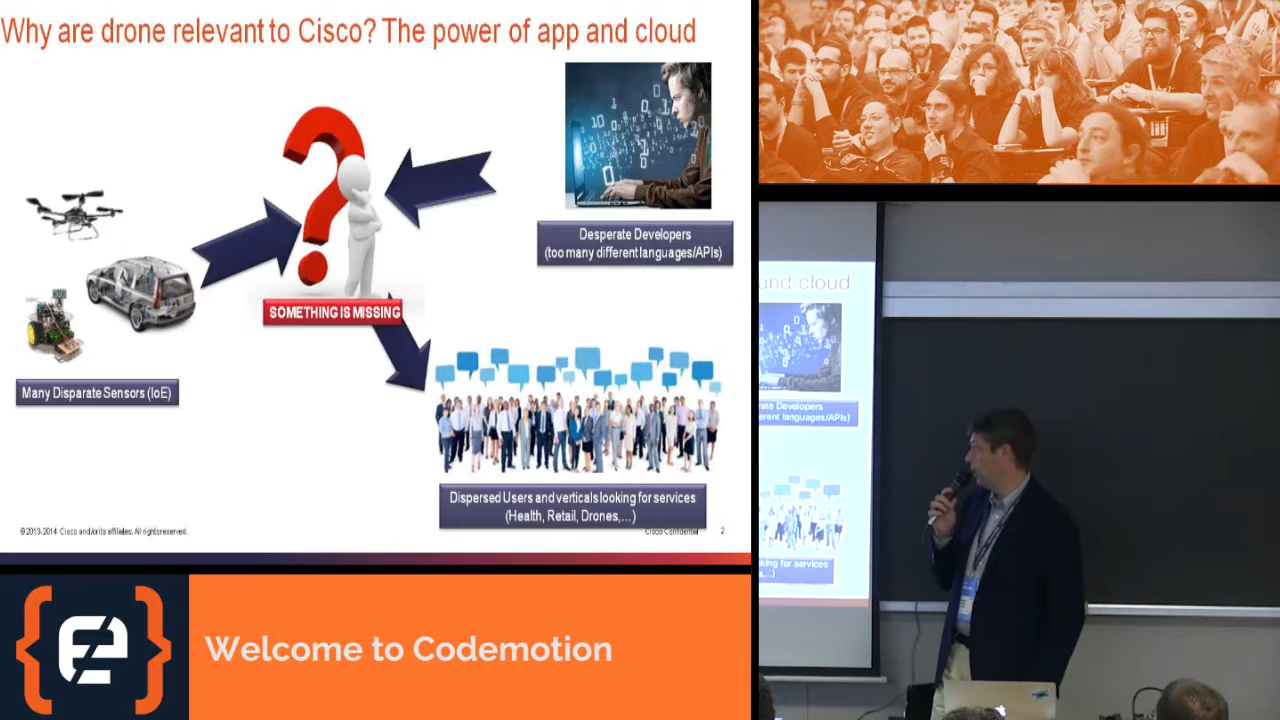 Why are drone relevant to Cisco? The power of app and cloud
Desperate Developers
(too many different languages/APIs)
SOMETHING IS MISSING
Many Disparate Sensors (IoE)
Dispersed Users and verticals looking for services
(Health, Retail, Drones,...)
© 2013-2014 Cisco and/or its affiliates. All rights reserved.
Cisco Confidential
2
and cloud
rate Developers
erent languages/APIs)
king for services
s,...)
Welcome to Codemotion